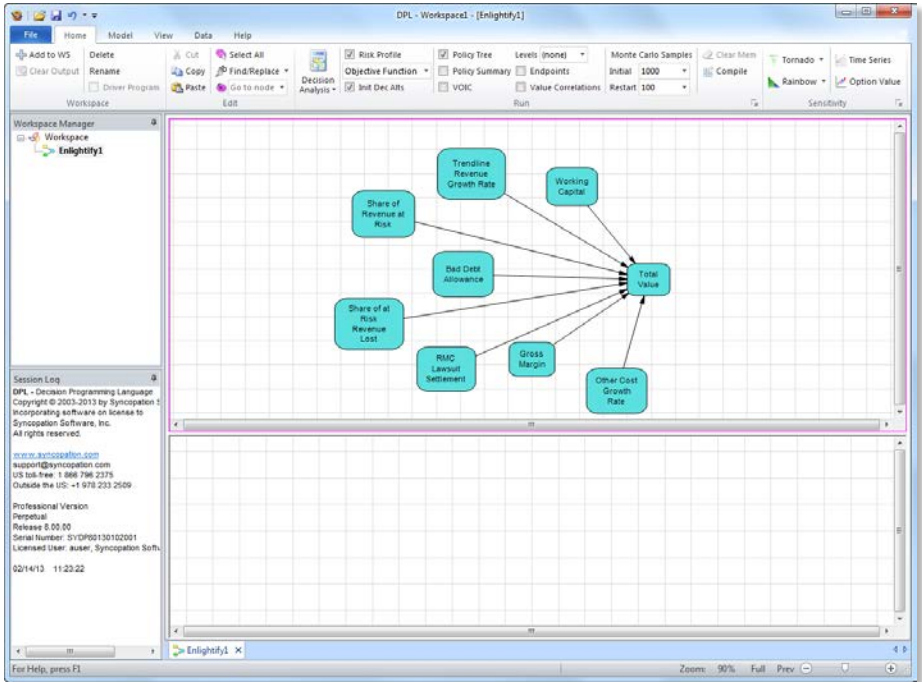 DPL - Workspace1 - [Enlightify1]
File Home Model View Data Help
Add to WS Delete
Clear Output Rename
Driver Program
Workspace
Cut Select All
Copy Find/Replace
Paste Go to node
Edit
Decision
Analysis
Risk Profile Policy Tree Levels (none) Monte Carlo Samples Clear Mem
Objective Function Policy Summary Endpoints Initial 1000 Compile
Init Dec Alts VOIC Value Correlations Restart 100
Run
Tornado Time Series
Rainbow Option Value
Sensitivity
Workspace Manager
Workspace
Enlightify1
Session Log
DPL - Decision Programming Language
Copyright © 2003-2013 by Syncopation S
Incorporating software on license to
Syncopation Software, Inc.
All rights reserved.
www.syncopation.com
support@syncopation.com
US toll-free: 1 866 796 2375
Outside the US: +1 978 233 2509
Professional Version
Perpetual
Release 8.00.00
Serial Number: SYDP80130102001
Licensed User: auser, Syncopation Softw
02/14/13 11:23:22
Trendline
Revenue
Growth Rate
Working
Capital
Share of
Revenue at
Risk
Bad Debt
Allowance
Total
Value
Share of at
Risk
Revenue
Lost
RMC
Lawsuit
Settlement
Gross
Margin
Other Cost
Growth
Rate
Enlightify1
For Help, press F1
Zoom: 90% Full Prev